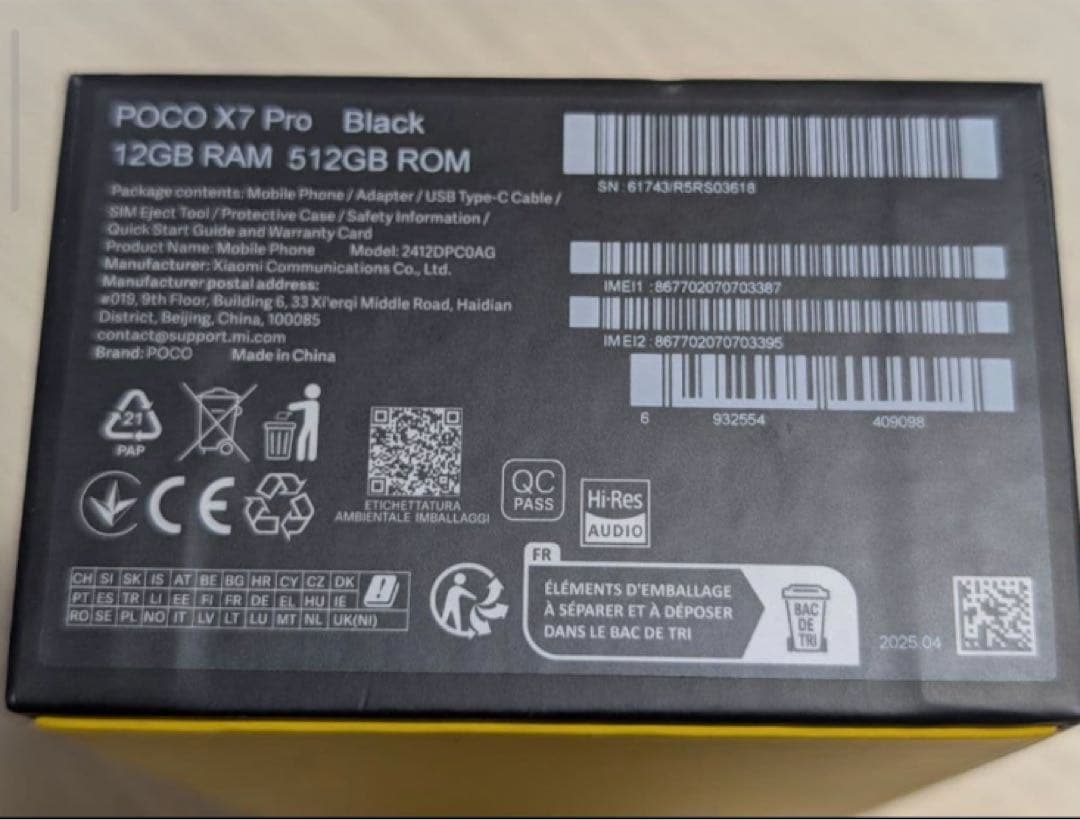 POCO X7 Pro Black
12GB RAM 512GB ROM
Package contents: Mobile Phone / Adapter / USB Type-C Cable /
SIM Eject Tool / Protective Case / Safety Information /
Quick Start Guide and Warranty Card
Product Name: Mobile Phone Model: 2412DPC0AG
Manufacturer: Xiaomi Communications Co., Ltd.
Manufacturer postal address:
#019, 9th Floor, Building 6, 33 Xi'erqi Middle Road, Haidian
District, Beijing, China, 100085
contact@support.mi.com
Brand: POCO Made in China
SN : 61743/R5RS03618
IMEI1 : 867702070703387
IMEI2 : 867702070703395
6 932554 409098
21
PAP
CE
ETICHETTATURA
AMBIENTALE IMBALLAGGI
QC
PASS
Hi-Res
AUDIO
CH SI SK IS AT BE BG HR CY CZ DK
PT ES TR LI EE FI FR DE EL HU IE
RO SE PL NO IT LV LT LU MT NL UK(NI)
FR
ÉLÉMENTS D'EMBALLAGE
À SÉPARER ET À DÉPOSER
DANS LE BAC DE TRI
BAC
DE
TRI
2025.04